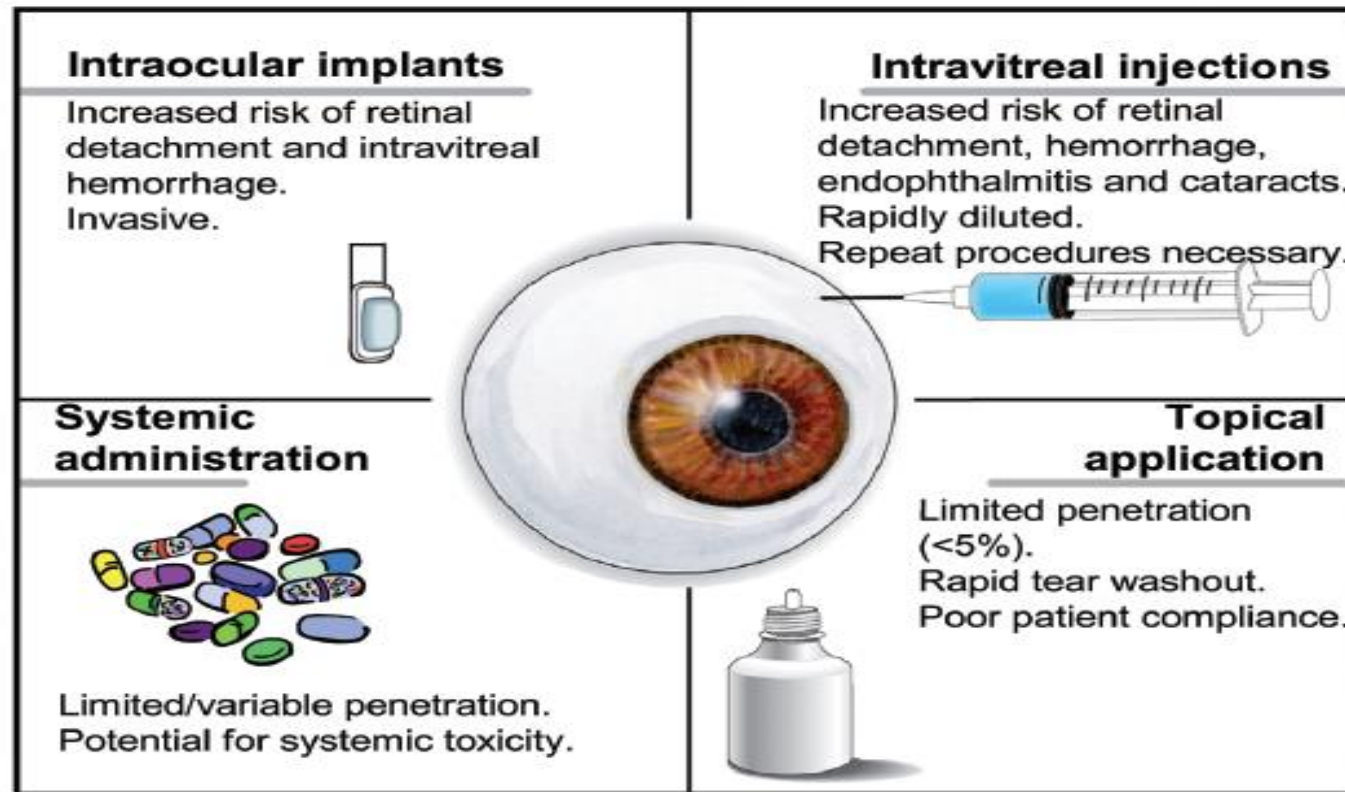 Intraocular implants
Increased risk of retinal
detachment and intravitreal
hemorrhage.
Invasive.
Intravitreal injections
Increased risk of retinal
detachment, hemorrhage,
endophthalmitis and cataracts.
Rapidly diluted.
Repeat procedures necessary.
Systemic
administration
Limited/variable penetration.
Potential for systemic toxicity.
Topical
application
Limited penetration
(<5%).
Rapid tear washout.
Poor patient compliance.